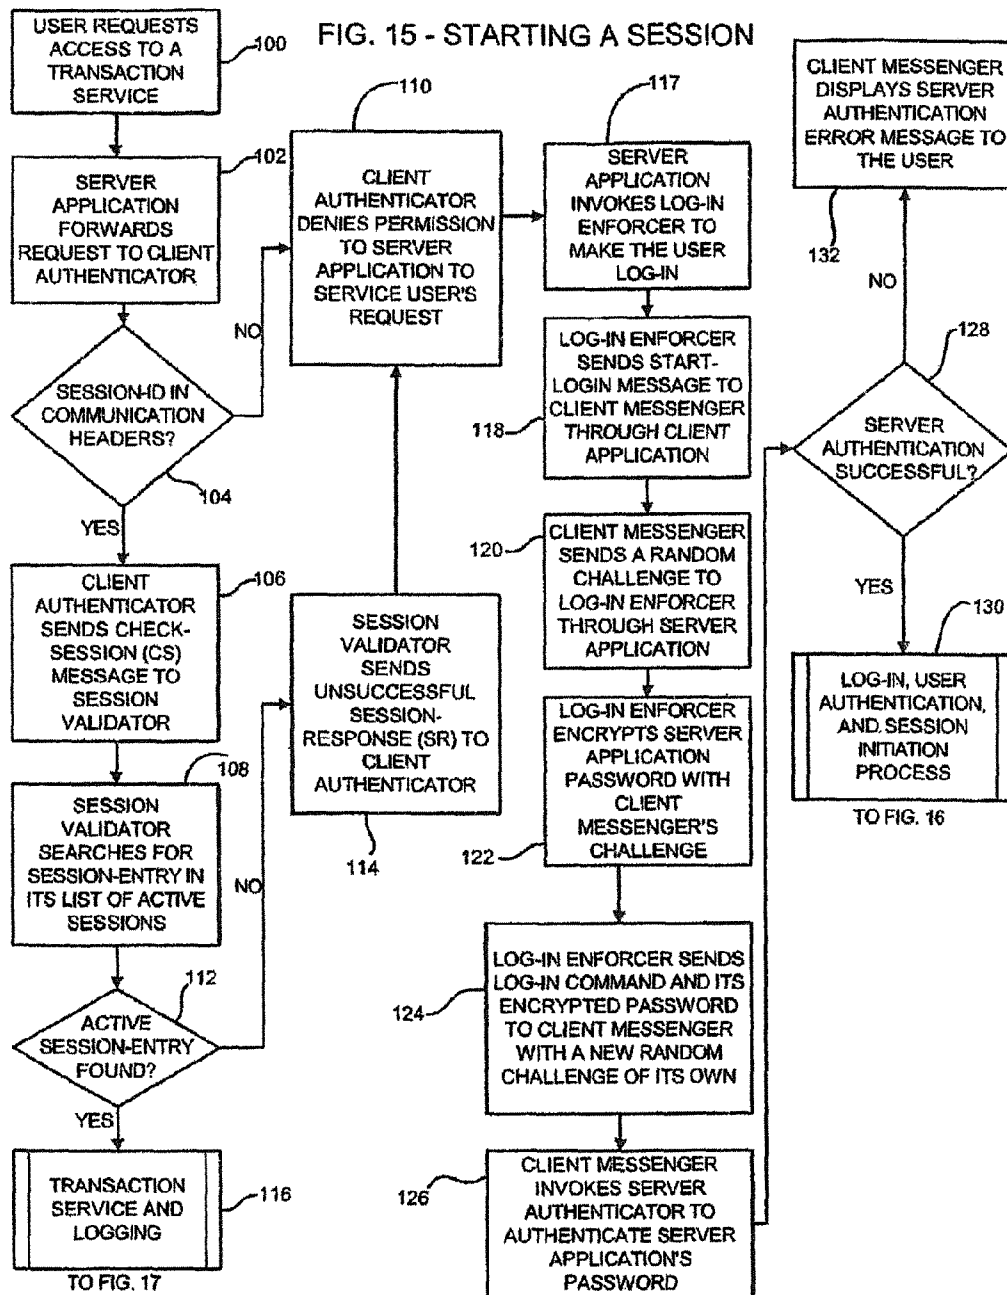 FIG. 15 - STARTING A SESSION
USER REQUESTS
ACCESS TO A
TRANSACTION
SERVICE
100
SERVER
APPLICATION
FORWARDS
REQUEST TO CLIENT
AUTHENTICATOR
102
SESSION-ID IN
COMMUNICATION
HEADERS?
104
NO
YES
CLIENT
AUTHENTICATOR
SENDS CHECK-
SESSION (CS)
MESSAGE TO
SESSION
VALIDATOR
106
SESSION
VALIDATOR
SEARCHES FOR
SESSION-ENTRY IN
ITS LIST OF ACTIVE
SESSIONS
108
ACTIVE
SESSION-ENTRY
FOUND?
112
NO
YES
TRANSACTION
SERVICE AND
LOGGING
116
TO FIG. 17
110
CLIENT
AUTHENTICATOR
DENIES PERMISSION
TO SERVER
APPLICATION TO
SERVICE USER'S
REQUEST
SESSION
VALIDATOR
SENDS
UNSUCCESSFUL
SESSION-
RESPONSE (SR) TO
CLIENT
AUTHENTICATOR
114
117
SERVER
APPLICATION
INVOKES LOG-IN
ENFORCER TO
MAKE THE USER
LOG-IN
LOG-IN ENFORCER
SENDS START-
LOGIN MESSAGE TO
CLIENT MESSENGER
THROUGH CLIENT
APPLICATION
118
120
CLIENT MESSENGER
SENDS A RANDOM
CHALLENGE TO
LOG-IN ENFORCER
THROUGH SERVER
APPLICATION
LOG-IN ENFORCER
ENCRYPTS SERVER
APPLICATION
PASSWORD WITH
CLIENT
MESSENGER'S
CHALLENGE
122
LOG-IN ENFORCER SENDS
LOG-IN COMMAND AND ITS
ENCRYPTED PASSWORD
TO CLIENT MESSENGER
WITH A NEW RANDOM
CHALLENGE OF ITS OWN
124
CLIENT MESSENGER
INVOKES SERVER
AUTHENTICATOR TO
AUTHENTICATE SERVER
APPLICATION'S
PASSWORD
126
CLIENT MESSENGER
DISPLAYS SERVER
AUTHENTICATION
ERROR MESSAGE TO
THE USER
132
NO
128
SERVER
AUTHENTICATION
SUCCESSFUL?
YES
130
LOG-IN, USER
AUTHENTICATION,
AND SESSION
INITIATION
PROCESS
TO FIG. 16